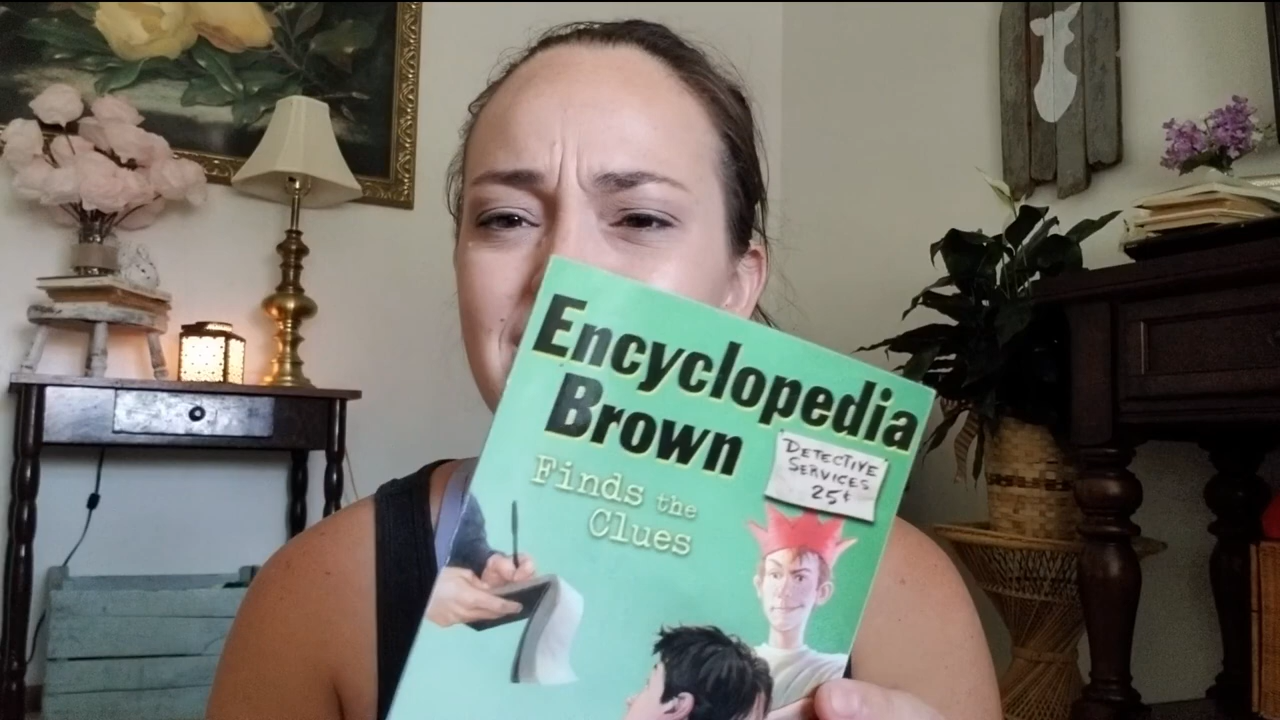 Encyclopedia
Brown
DETECTIVE
SERVICES
25¢
Finds the
Clues